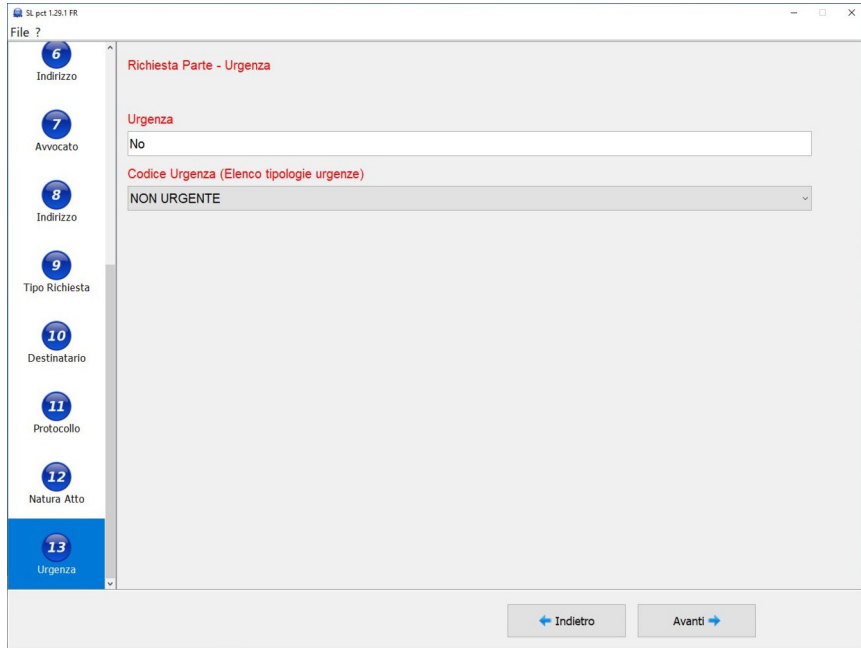 SL pct 1.29.1 FR
File ?
6
Indirizzo
7
Avvocato
8
Indirizzo
9
Tipo Richiesta
10
Destinatario
11
Protocollo
12
Natura Atto
13
Urgenza
Richiesta Parte - Urgenza
Urgenza
No
Codice Urgenza (Elenco tipologie urgenze)
NON URGENTE
Indietro
Avanti